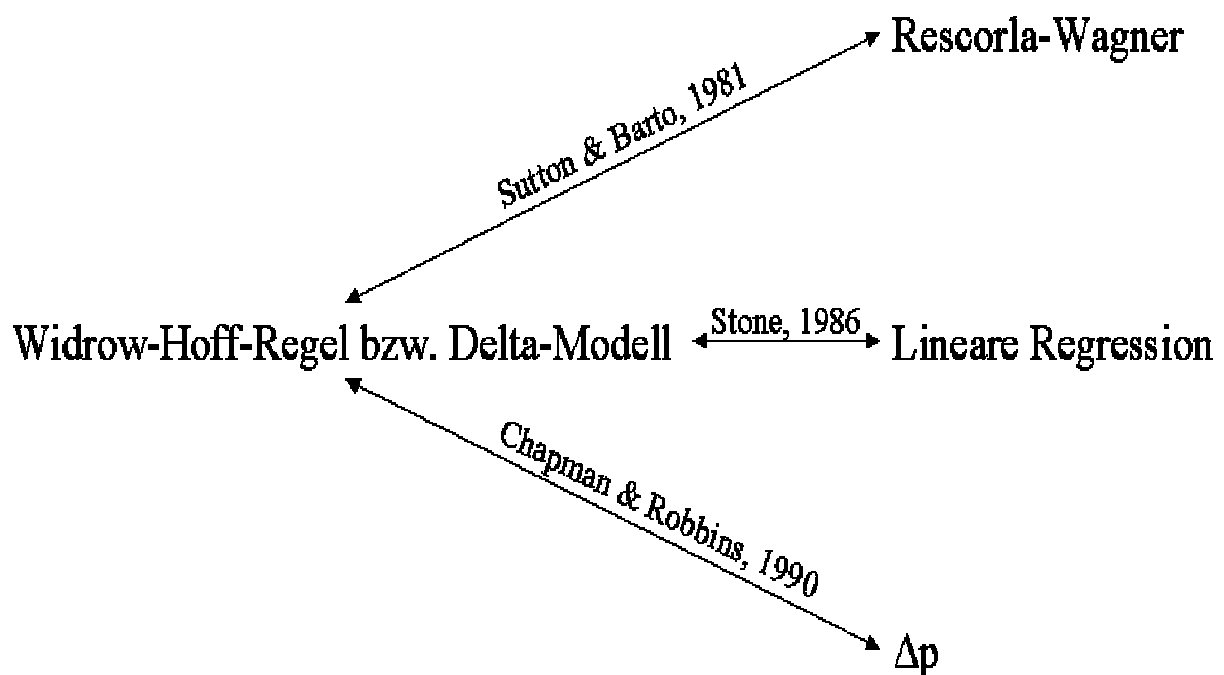 Rescorla-Wagner
Sutton & Barto, 1981
Widrow-Hoff-Regel bzw. Delta-Modell
Stone, 1986
Lineare Regression
Chapman & Robbins, 1990
Δp